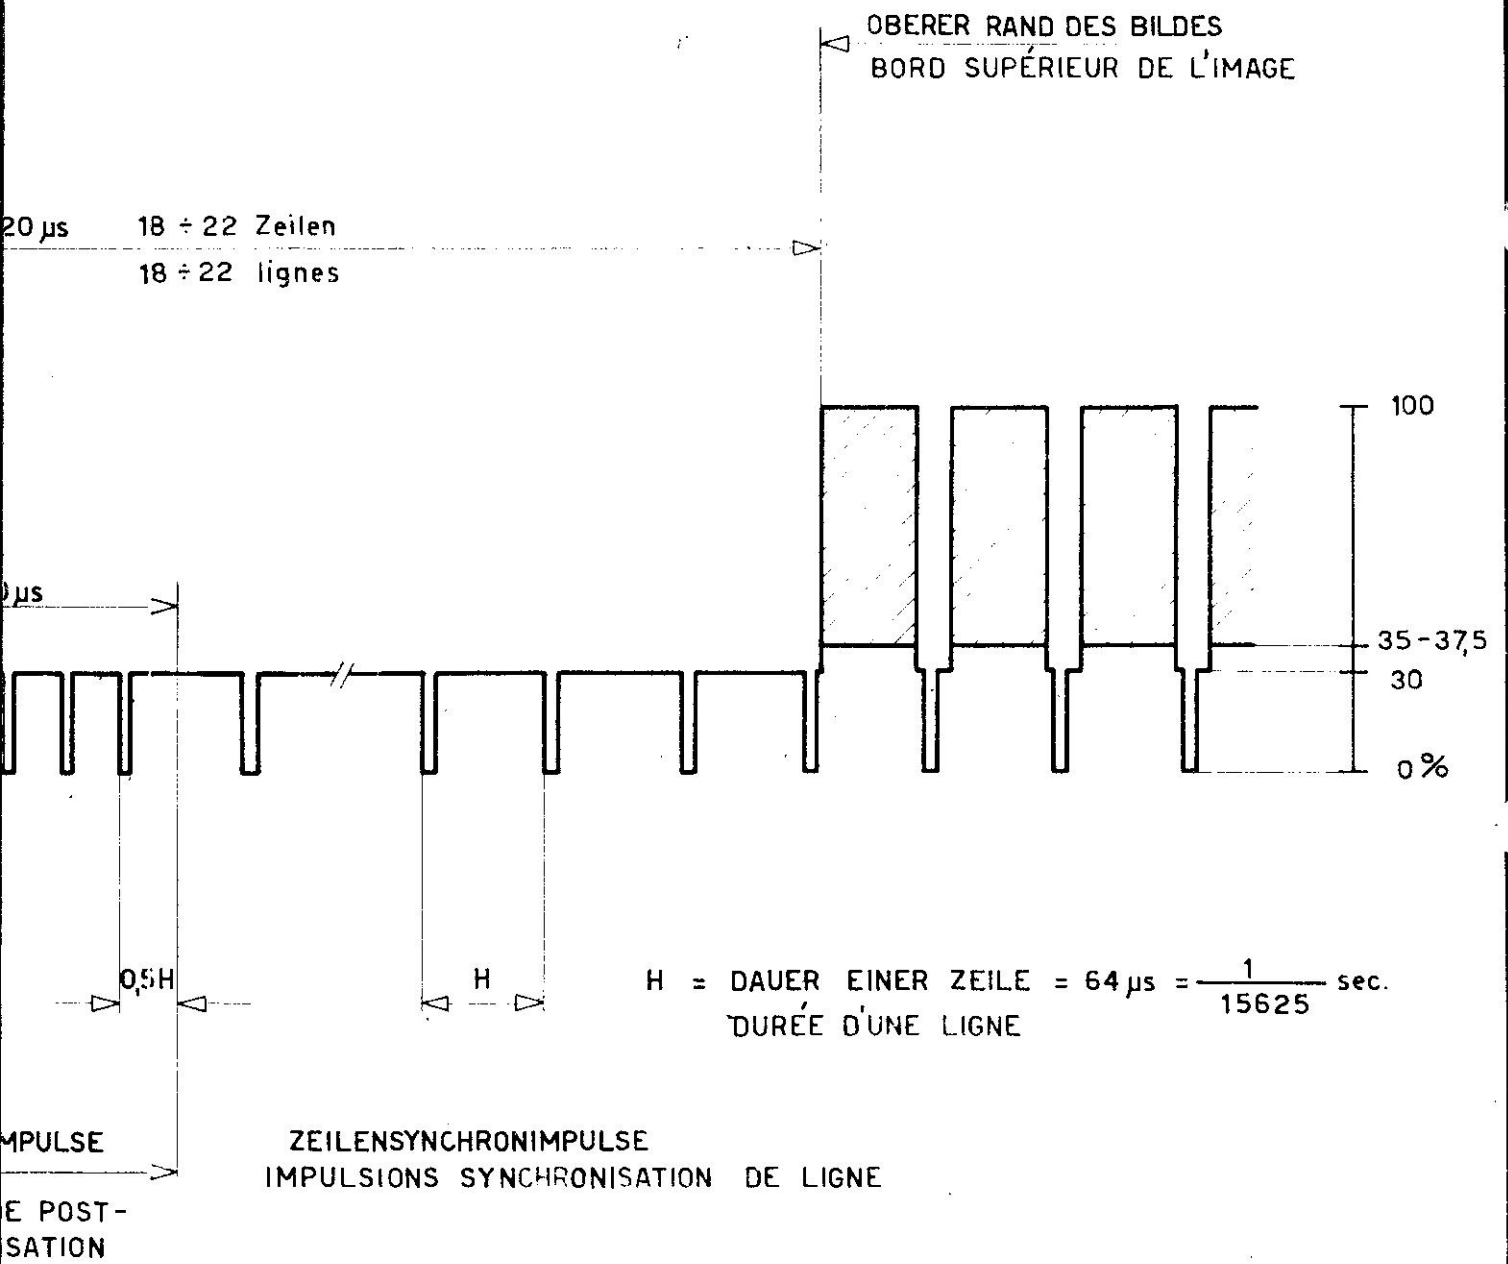 OBERER RAND DES BILDES
BORD SUPÉRIEUR DE L'IMAGE
20 µs 18 ÷ 22 Zeilen
18 ÷ 22 lignes
100
µs
35-37,5
30
0%
0,5H
H
H = DAUER EINER ZEILE = 64 µs = 1/15625 sec.
DURÉE D'UNE LIGNE
MPULSE
ZEILENSYNCHRONIMPULSE
IMPULSIONS SYNCHRONISATION DE LIGNE
E POST-
SATION